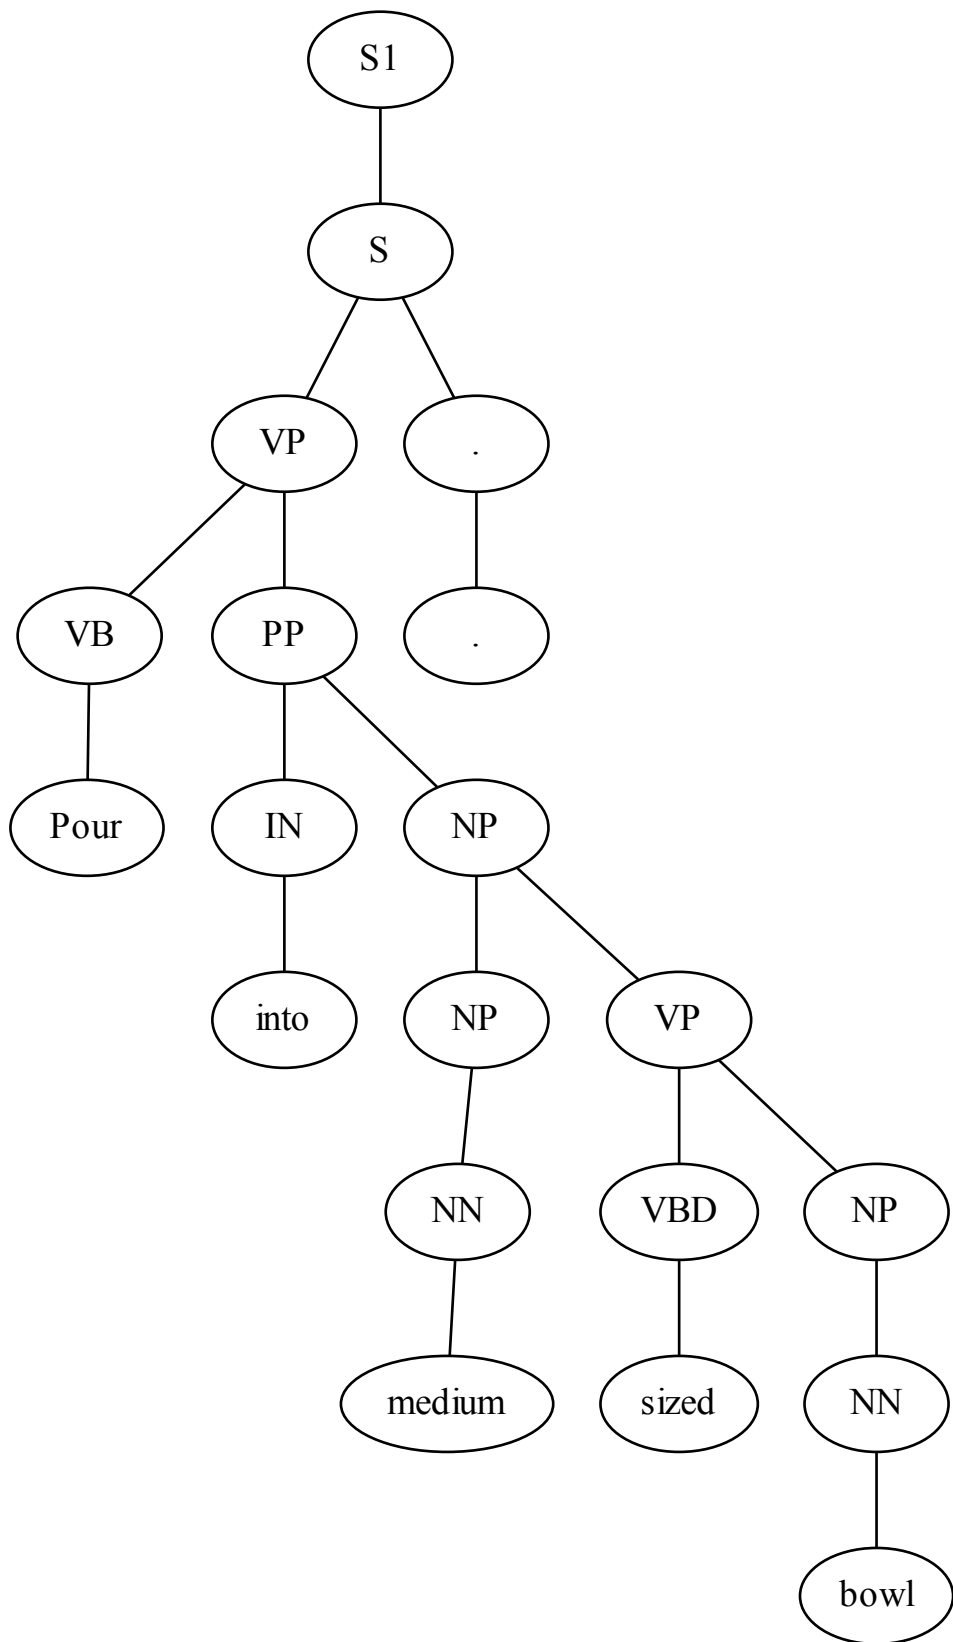 S1
S
VP .
VB PP .
Pour IN NP
into NP VP
NN VBD NP
medium sized NN
bowl